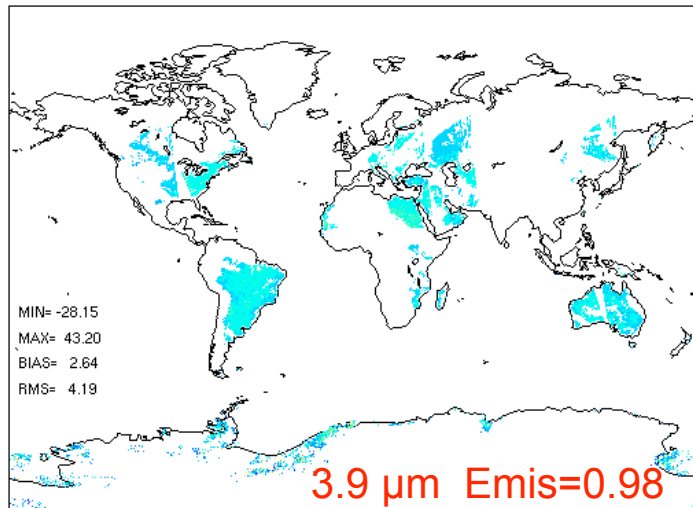 MIN= -28.15
MAX= 43.20
BIAS= 2.64
RMS= 4.19
3.9 µm Emis=0.98